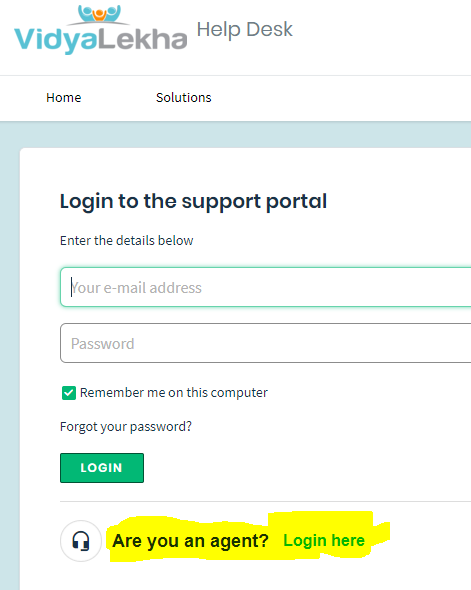 VidyaLekha Help Desk
Home Solutions
Login to the support portal
Enter the details below
Your e-mail address
Password
Remember me on this computer
Forgot your password?
LOGIN
Are you an agent? Login here